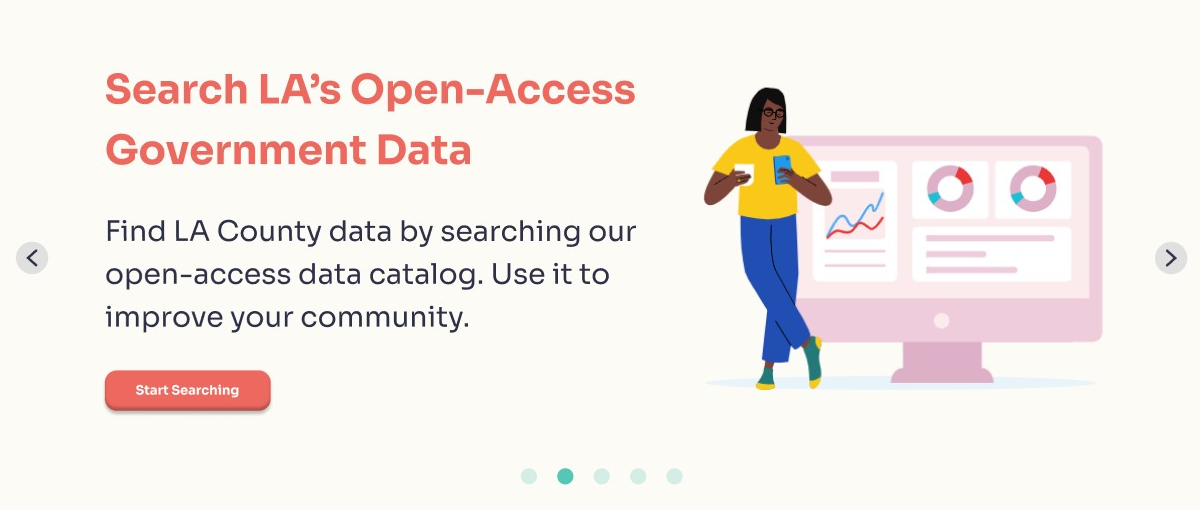 Search LA’s Open-Access
Government Data
Find LA County data by searching our
open-access data catalog. Use it to
improve your community.
Start Searching